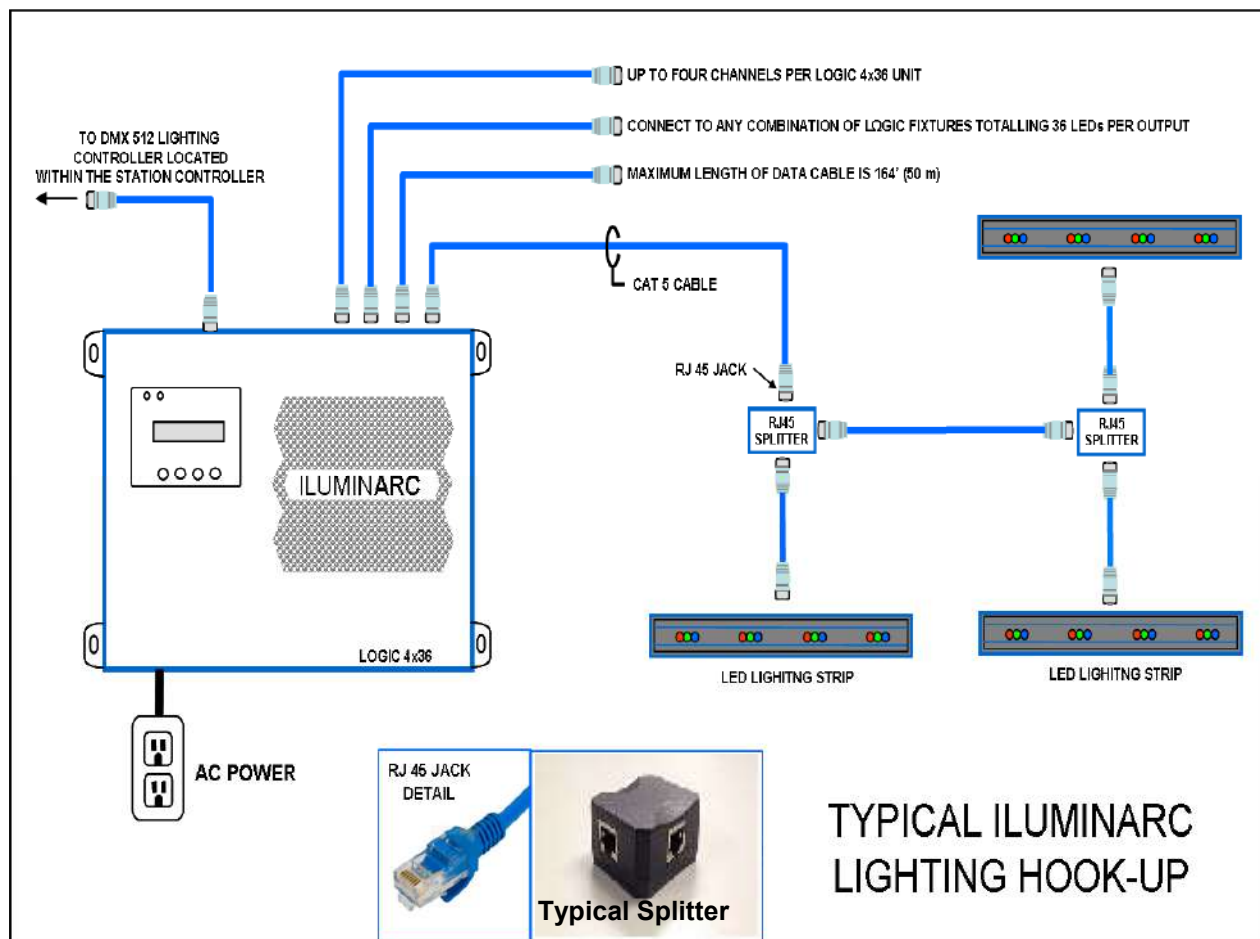 UP TO FOUR CHANNELS PER LOGIC 4x36 UNIT
TO DMX 512 LIGHTING
CONTROLLER LOCATED
WITHIN THE STATION CONTROLLER
CONNECT TO ANY COMBINATION OF LΩGIC FIXTURES TOTALLING 36 LEDs PER OUTPUT
MAXIMUM LENGTH OF DATA CABLE IS 164' (50 m)
CAT 5 CABLE
RJ 45 JACK
RJ45
SPLITTER
RJ45
SPLITTER
ILUMINARC
LOGIC 4x36
LED LIGHITNG STRIP
LED LIGHITNG STRIP
AC POWER
RJ 45 JACK
DETAIL
Typical Splitter
TYPICAL ILUMINARC
LIGHTING HOOK-UP